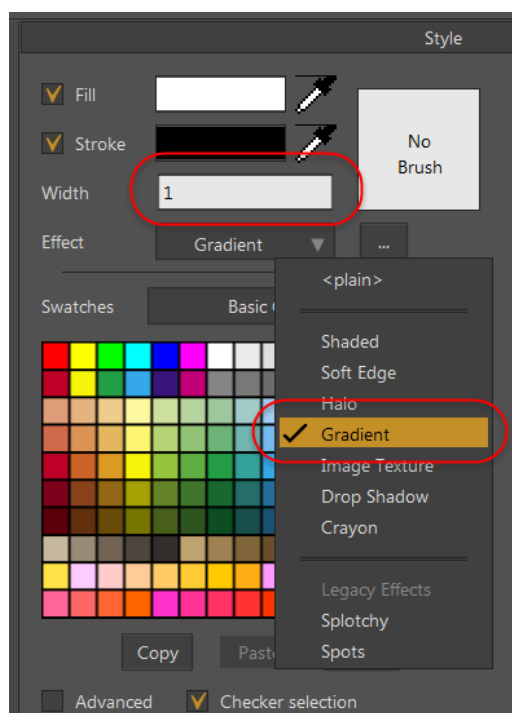 Style
Fill
Stroke
No
Brush
Width 1
Effect Gradient ...
<plain>
Swatches Basic
Shaded
Soft Edge
Halo
Gradient
Image Texture
Drop Shadow
Crayon
Legacy Effects
Splotchy
Spots
Copy
Advanced Checker selection